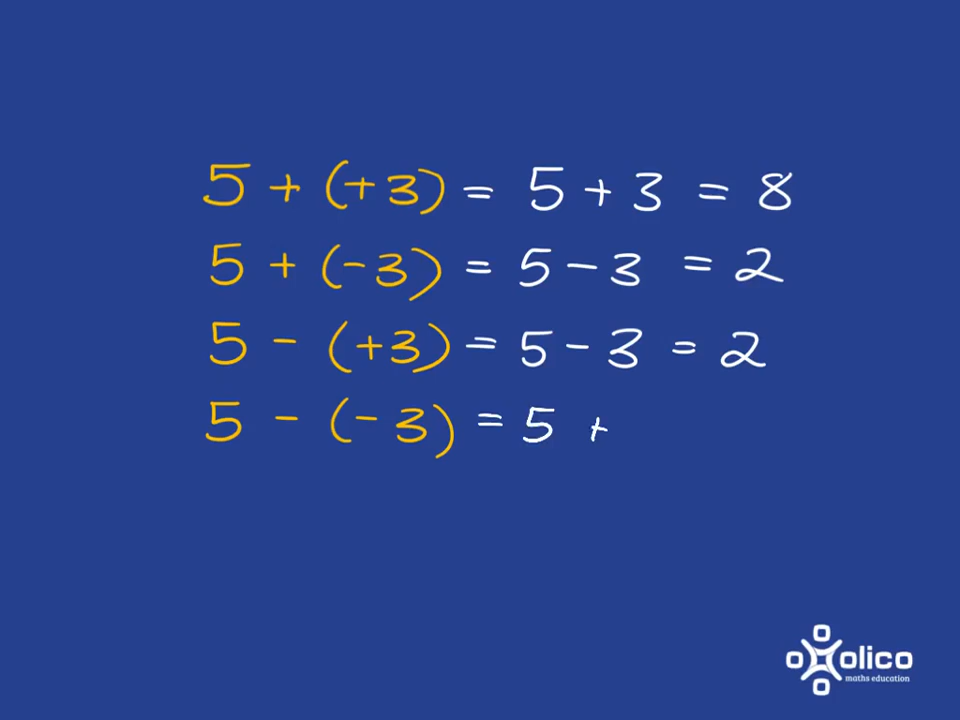 5 + (+3) = 5 + 3 = 8
5 + (-3) = 5 - 3 = 2
5 - (+3) = 5 - 3 = 2
5 - (-3) = 5 +
olico
maths education